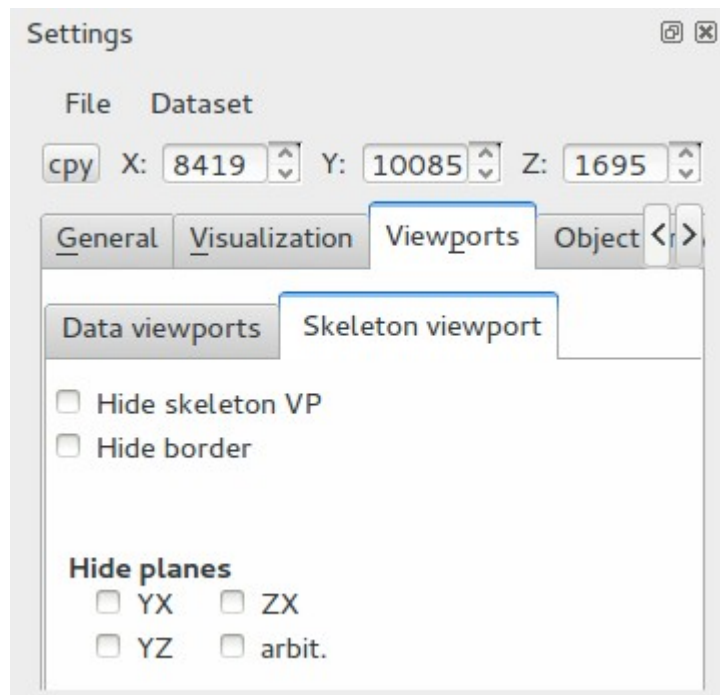 Settings
File Dataset
cpy X: 8419 Y: 10085 Z: 1695
General Visualization Viewports Object
Data viewports Skeleton viewport
Hide skeleton VP
Hide border
Hide planes
YX ZX
YZ arbit.